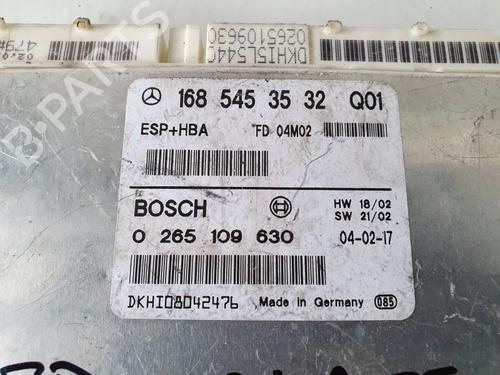 DKHI5L544C
0265109630
168 545 35 32 Q01
ESP+HBA FD 04M02
BOSCH HW 18/02
SW 21/02
0 265 109 630 04-02-17
DKHI08042476 Made in Germany 085